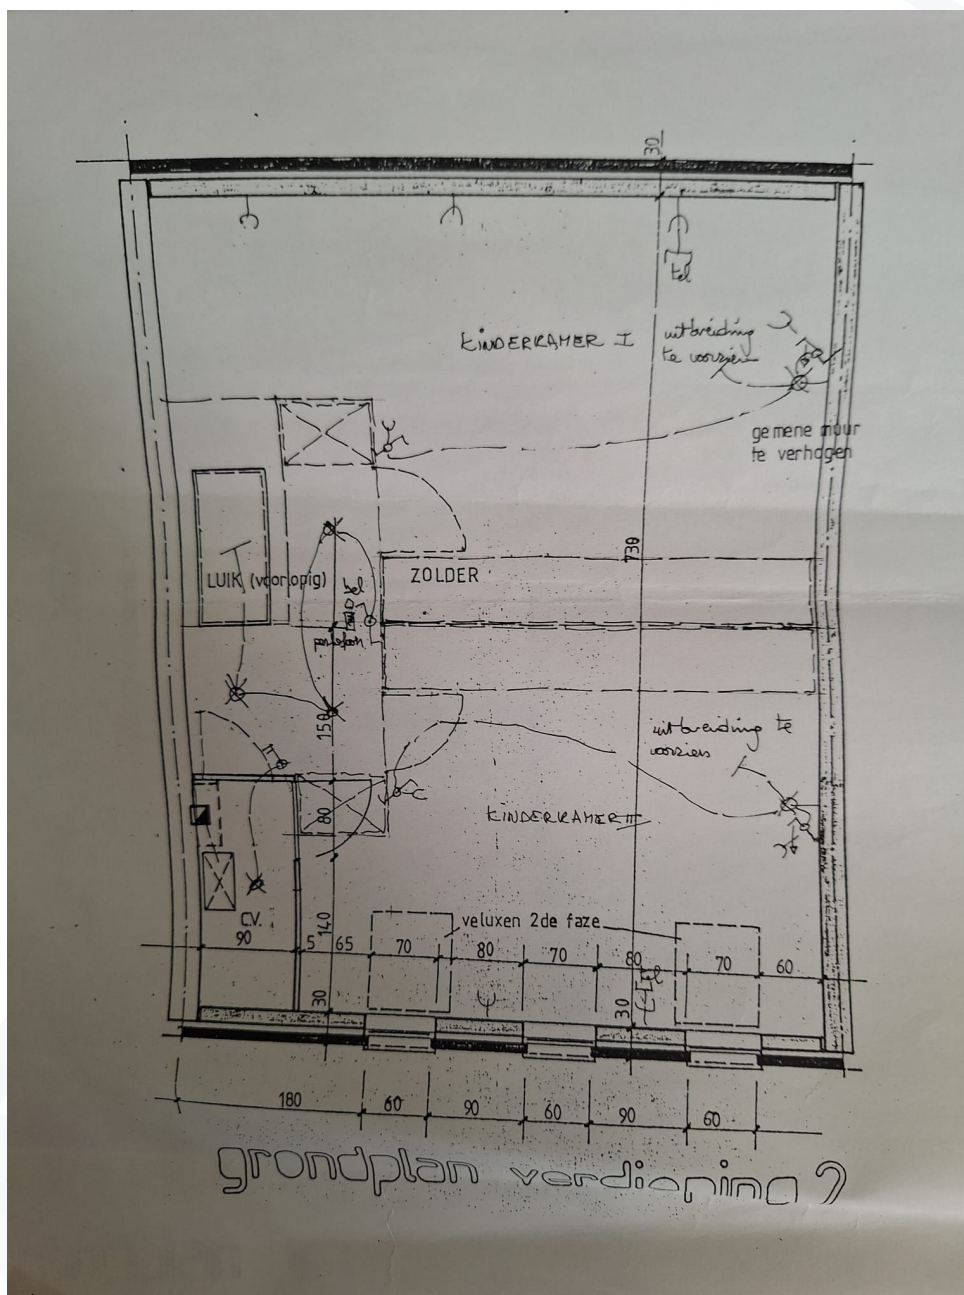 30
tel
KINDERKAMER I
uitbreiding
te voorzien
gemene muur
te verhogen
730
ZOLDER
LUIK (voorlopig)
150
uitbreiding te
voorzien
80
KINDERKAMER II
C.V.
140
veluxen 2de faze
90
5
65
70
80
70
80
70
60
30
30
180
60
90
60
90
60
grondplan verdieping 2